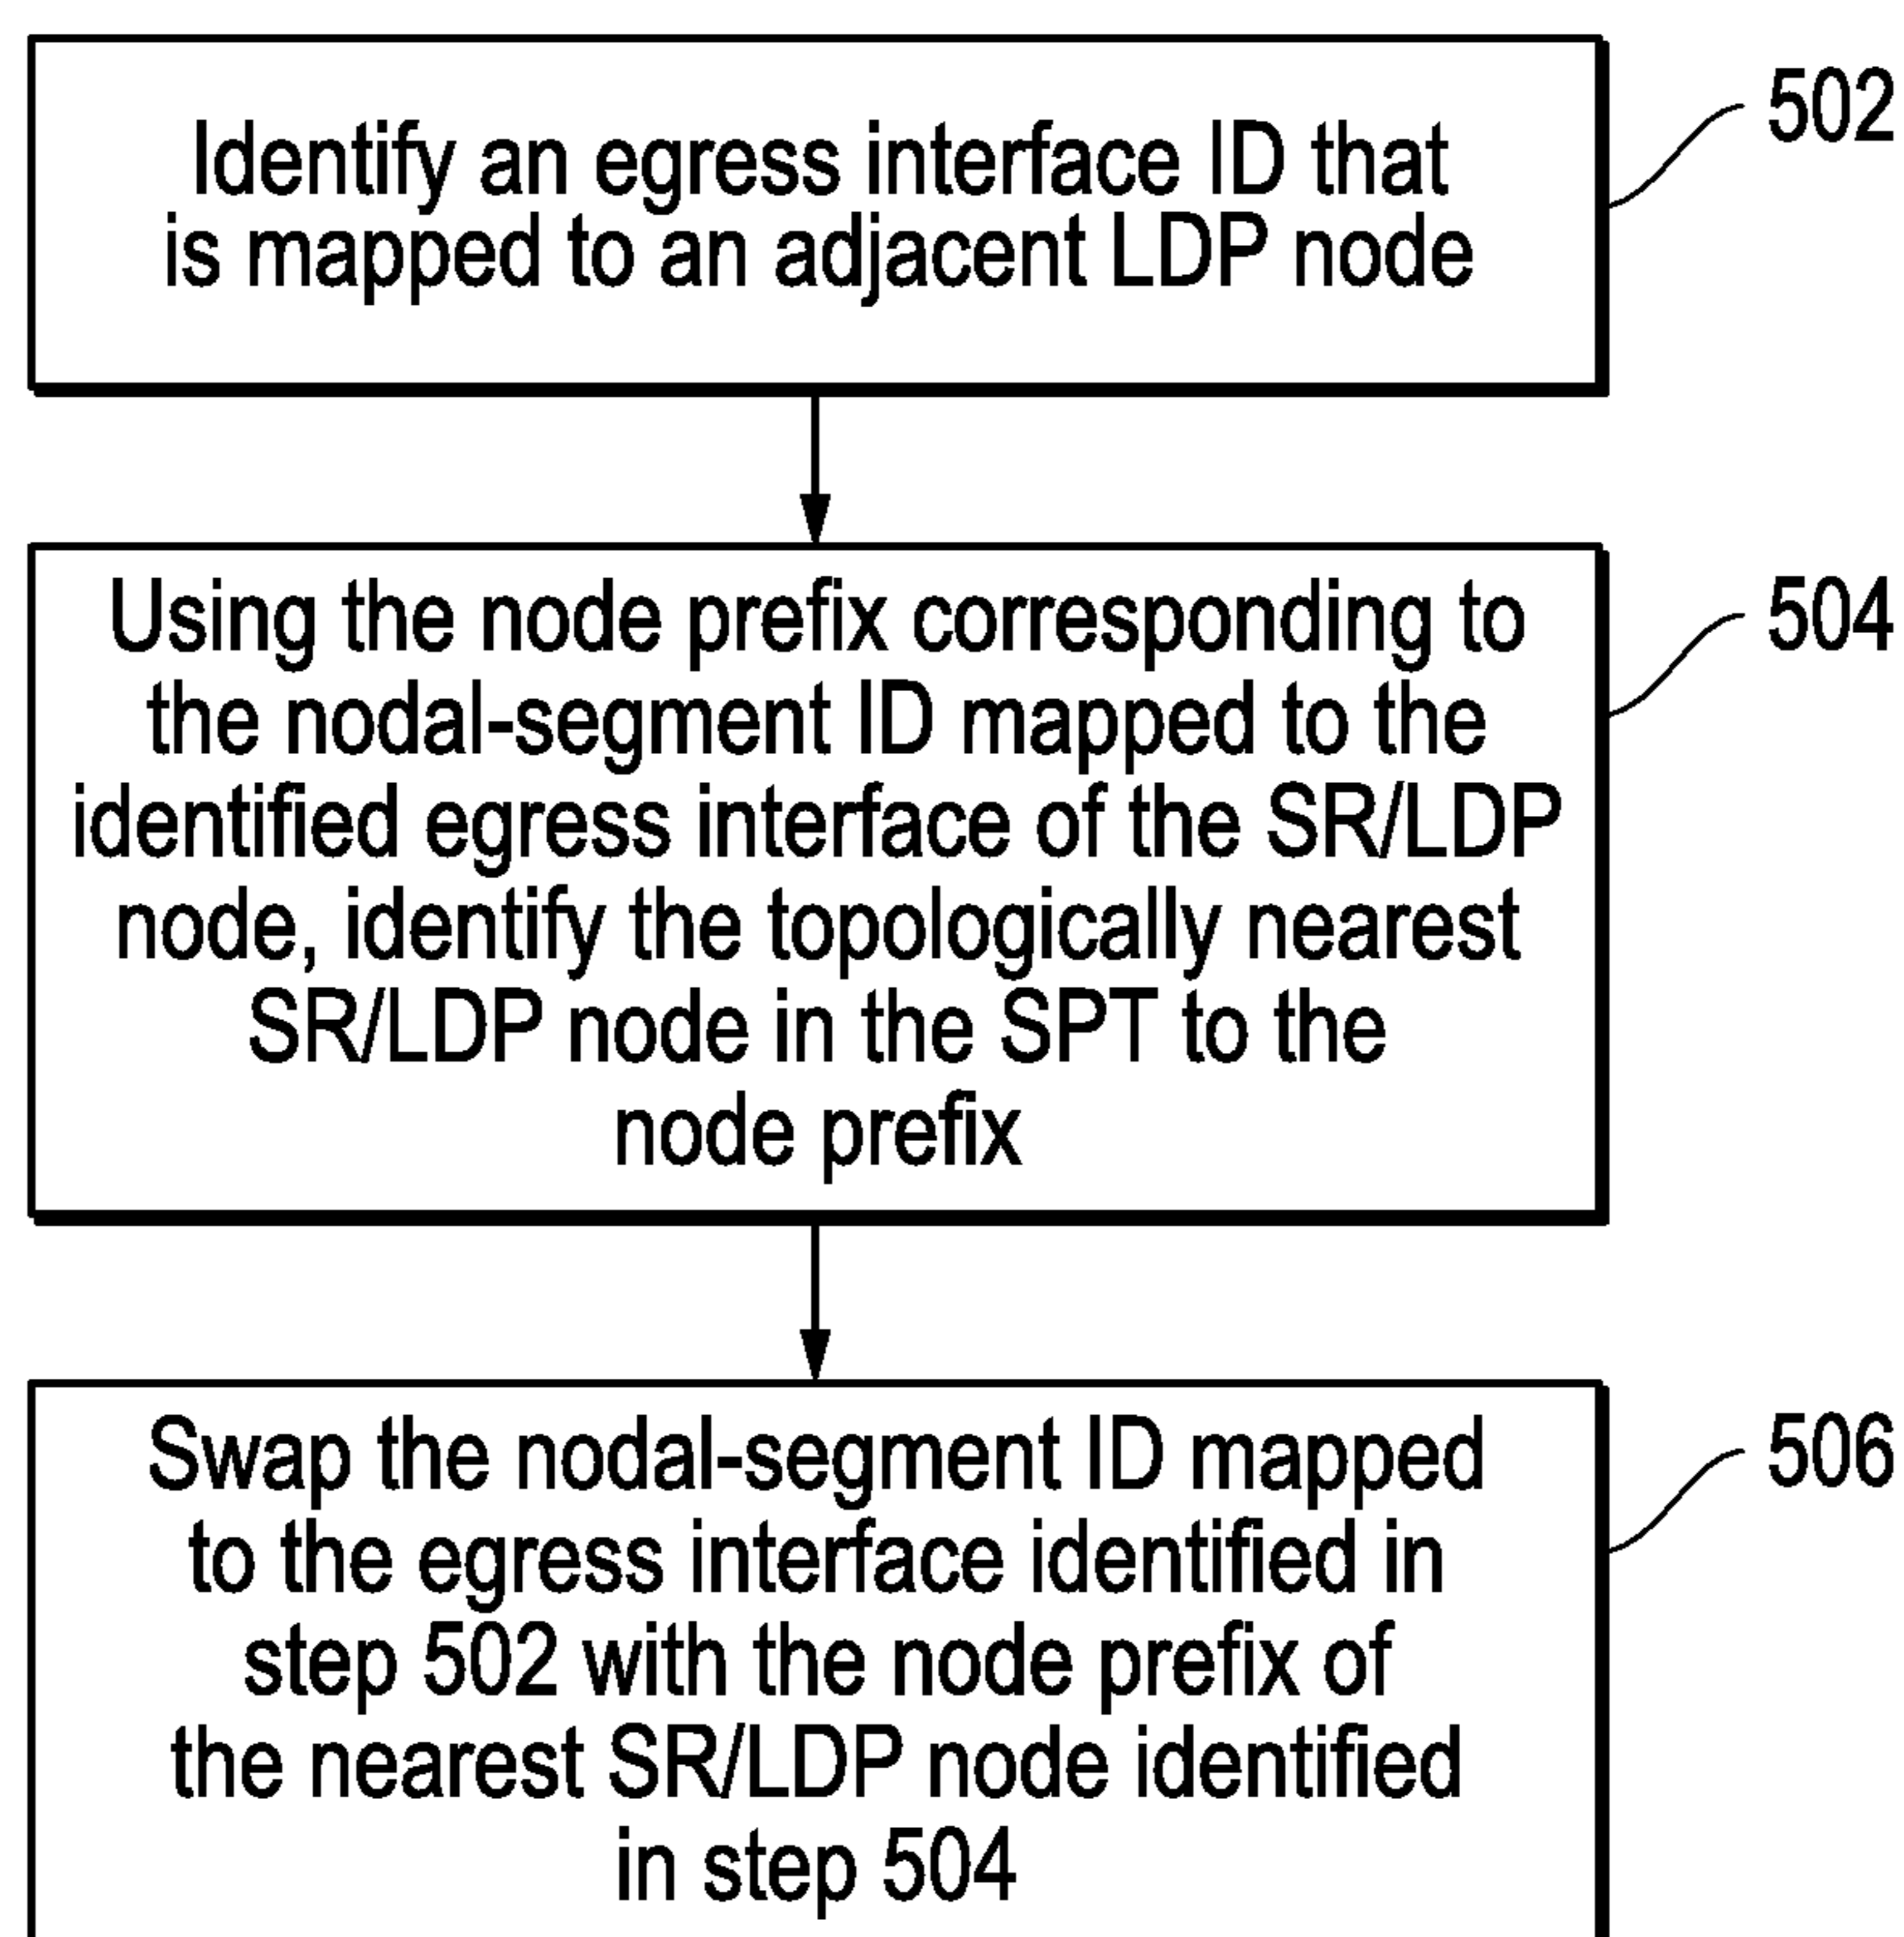 Identify an egress interface ID that
is mapped to an adjacent LDP node
502
Using the node prefix corresponding to
the nodal-segment ID mapped to the
identified egress interface of the SR/LDP
node, identify the topologically nearest
SR/LDP node in the SPT to the
node prefix
504
Swap the nodal-segment ID mapped
to the egress interface identified in
step 502 with the node prefix of
the nearest SR/LDP node identified
in step 504
506